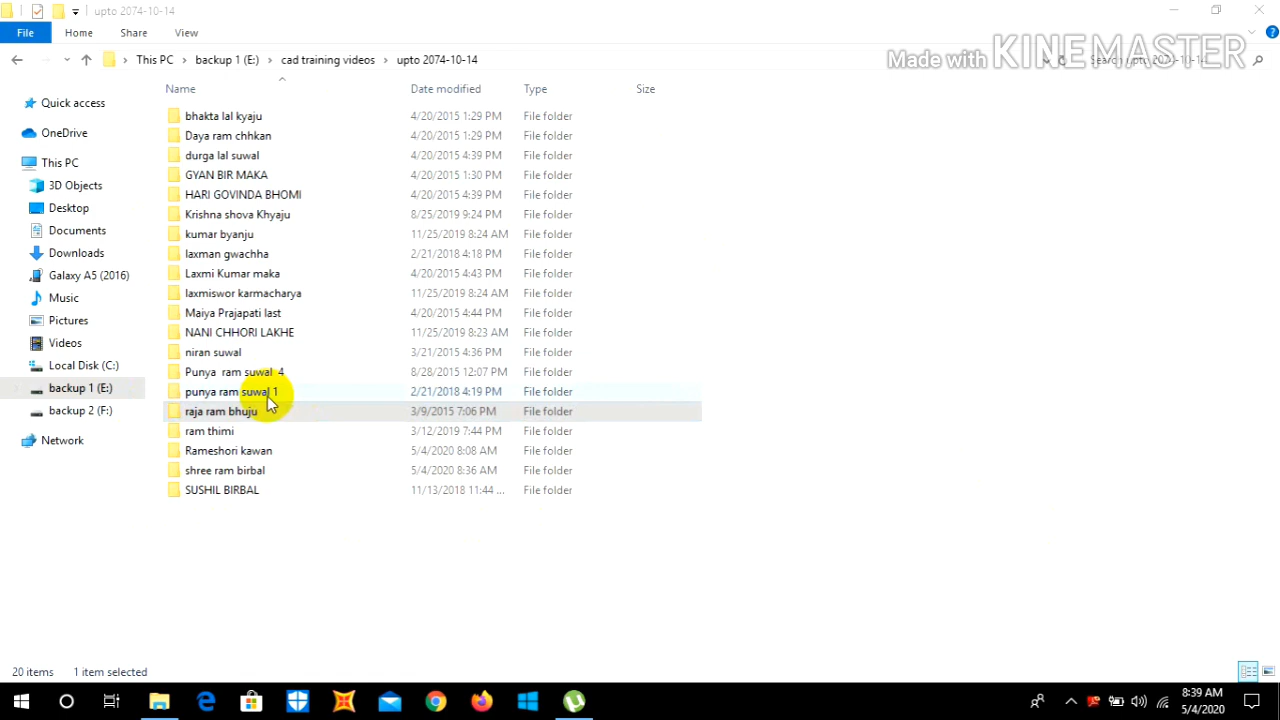 upto 2074-10-14
File Home Share View
This PC backup 1 (E:) cad training videos upto 2074-10-14
Made with KINEMASTER
Name Date modified Type Size
Quick access
OneDrive
This PC
3D Objects
Desktop
Documents
Downloads
Galaxy A5 (2016)
Music
Pictures
Videos
Local Disk (C:)
backup 1 (E:)
backup 2 (F:)
Network
bhakta lal kyaju 4/20/2015 1:29 PM File folder
Daya ram chhkan 4/20/2015 1:29 PM File folder
durga lal suwal 4/20/2015 4:39 PM File folder
GYAN BIR MAKA 4/20/2015 1:30 PM File folder
HARI GOVINDA BHOMI 4/20/2015 4:39 PM File folder
Krishna shova Khyaju 8/25/2019 9:24 PM File folder
kumar byanju 11/25/2019 8:24 AM File folder
laxman gwachha 2/21/2018 4:18 PM File folder
Laxmi Kumar maka 4/20/2015 4:43 PM File folder
laxmiswor karmacharya 11/25/2019 8:24 AM File folder
Maiya Prajapati last 4/20/2015 4:44 PM File folder
NANI CHHORI LAKHE 11/25/2019 8:23 AM File folder
niran suwal 3/21/2015 4:36 PM File folder
Punya ram suwal 4 8/28/2015 12:07 PM File folder
punya ram suwal 1 2/21/2018 4:19 PM File folder
raja ram bhuju 3/9/2015 7:06 PM File folder
ram thimi 3/12/2019 7:44 PM File folder
Rameshori kawan 5/4/2020 8:08 AM File folder
shree ram birbal 5/4/2020 8:36 AM File folder
SUSHIL BIRBAL 11/13/2018 11:44 ... File folder
20 items 1 item selected
8:39 AM
5/4/2020